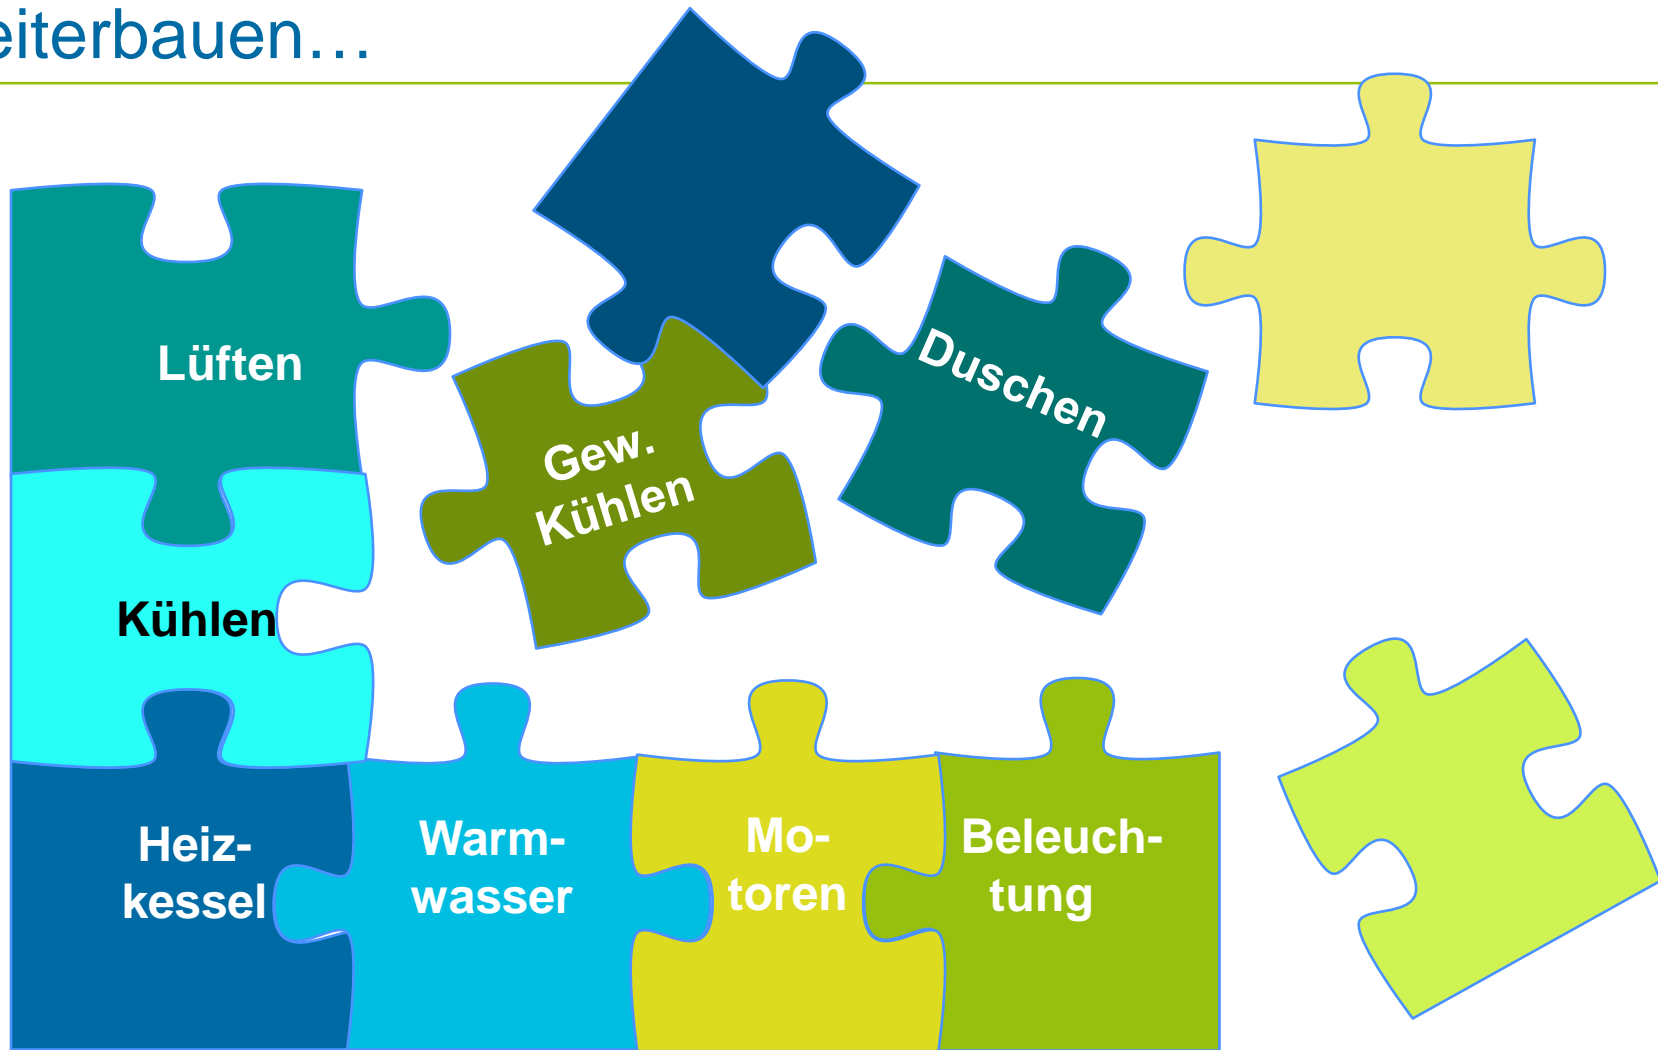 eiterbauen…
Lüften
Gew.
Kühlen
Duschen
Kühlen
Heiz-
kessel
Warm-
wasser
Mo-
toren
Beleuch-
tung